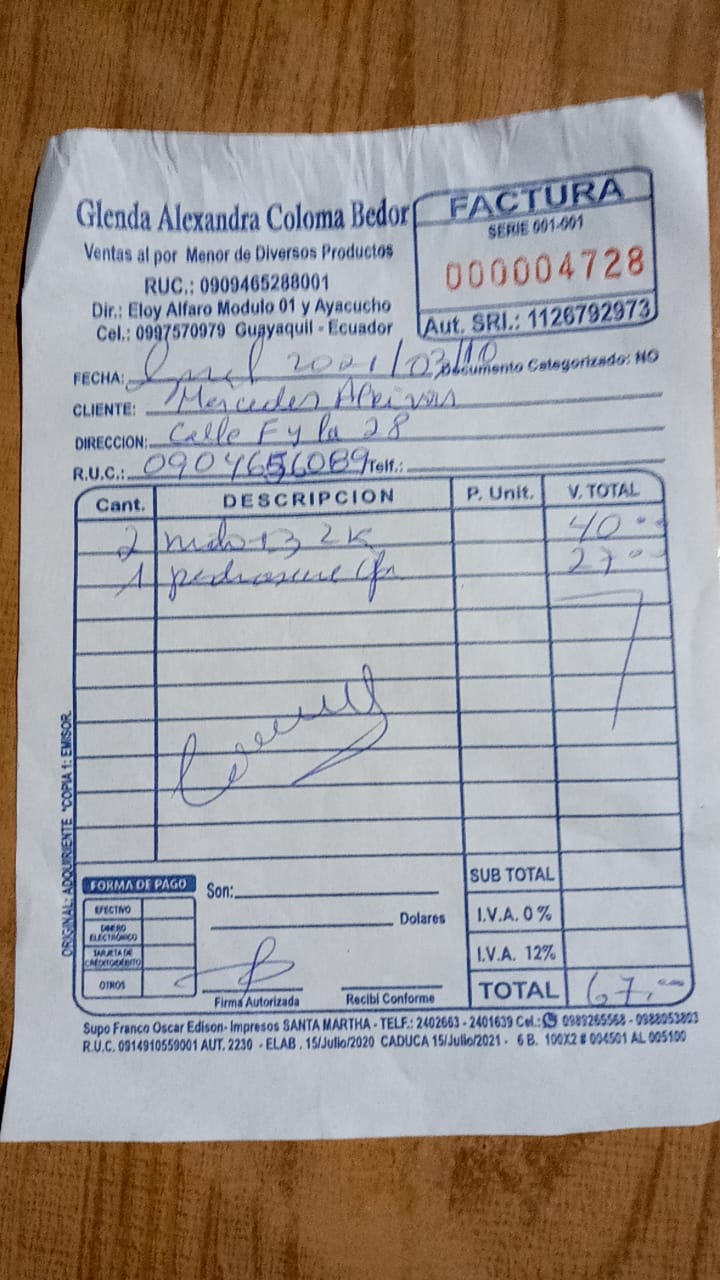 Glenda Alexandra Coloma Bedor
Ventas al por Menor de Diversos Productos
RUC.: 0909465288001
Dir.: Eloy Alfaro Modulo 01 y Ayacucho
Cel.: 0997570979 Guayaquil - Ecuador
FACTURA
SERIE 001-001
000004728
Aut. SRI.: 1126792973
Documento Categorizado: NO
FECHA: 2021/03/10
CLIENTE: Mercedes
DIRECCION: Calle F y la 28
R.U.C.: 0904656089 Telf.:
Cant. DESCRIPCION P. Unit. V. TOTAL
2 2K 40.00
1 27.00
ORIGINAL: ADQUIRIENTE *COPIA 1: EMISOR.
FORMA DE PAGO
EFECTIVO
DINERO ELECTRÓNICO
TARJETA DE CRÉDITO/DÉBITO
OTROS
Son:
Dolares
Firma Autorizada Recibi Conforme
SUB TOTAL
I.V.A. 0%
I.V.A. 12%
TOTAL 67.00
Supo Franco Oscar Edison- Impresos SANTA MARTHA - TELF.: 2402663 - 2401639 Cel.: 0989265568 - 0988053803
R.U.C. 0914910559001 AUT. 2230 - ELAB. 15/Julio/2020 CADUCA 15/Julio/2021 - 6 B. 100X2 # 004501 AL 005100